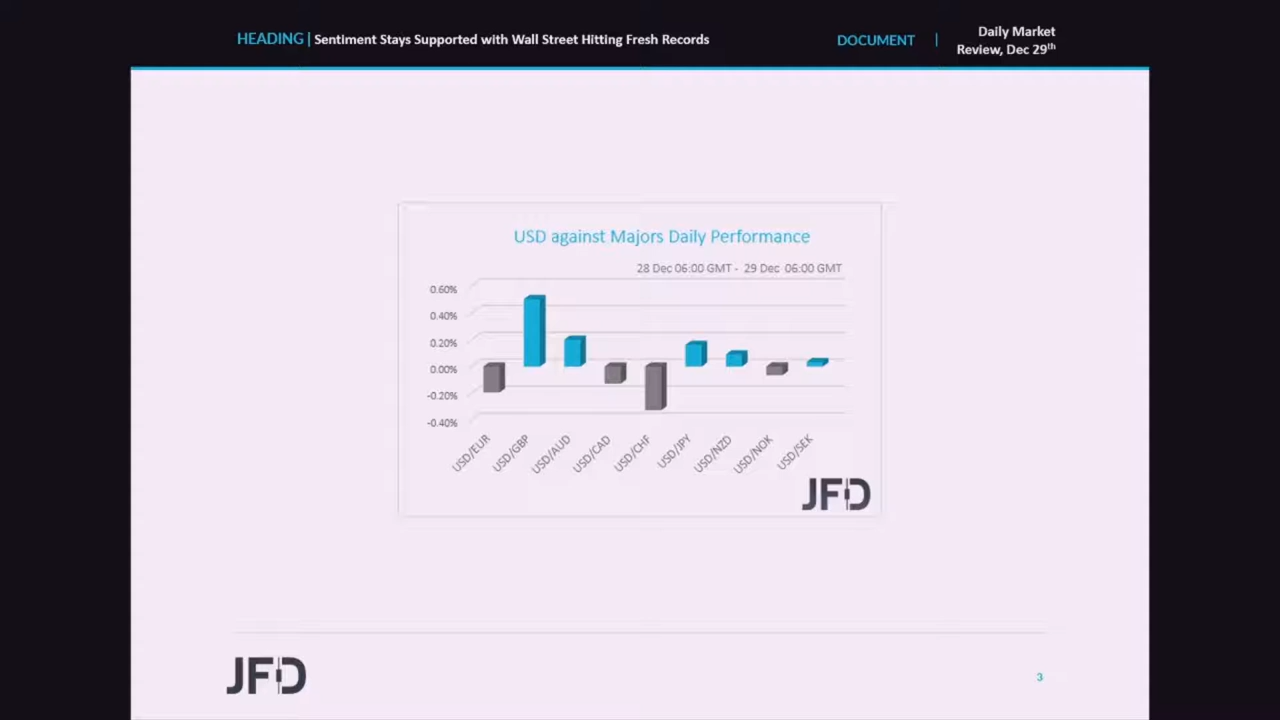 HEADING | Sentiment Stays Supported with Wall Street Hitting Fresh Records
DOCUMENT | Daily Market
Review, Dec 29th
USD against Majors Daily Performance
28 Dec 06:00 GMT - 29 Dec 06:00 GMT
0.60%
0.40%
0.20%
0.00%
-0.20%
-0.40%
USD/EUR
USD/GBP
USD/AUD
USD/CAD
USD/CHF
USD/JPY
USD/NZD
USD/NOK
USD/SEK
JFD
JFD
3